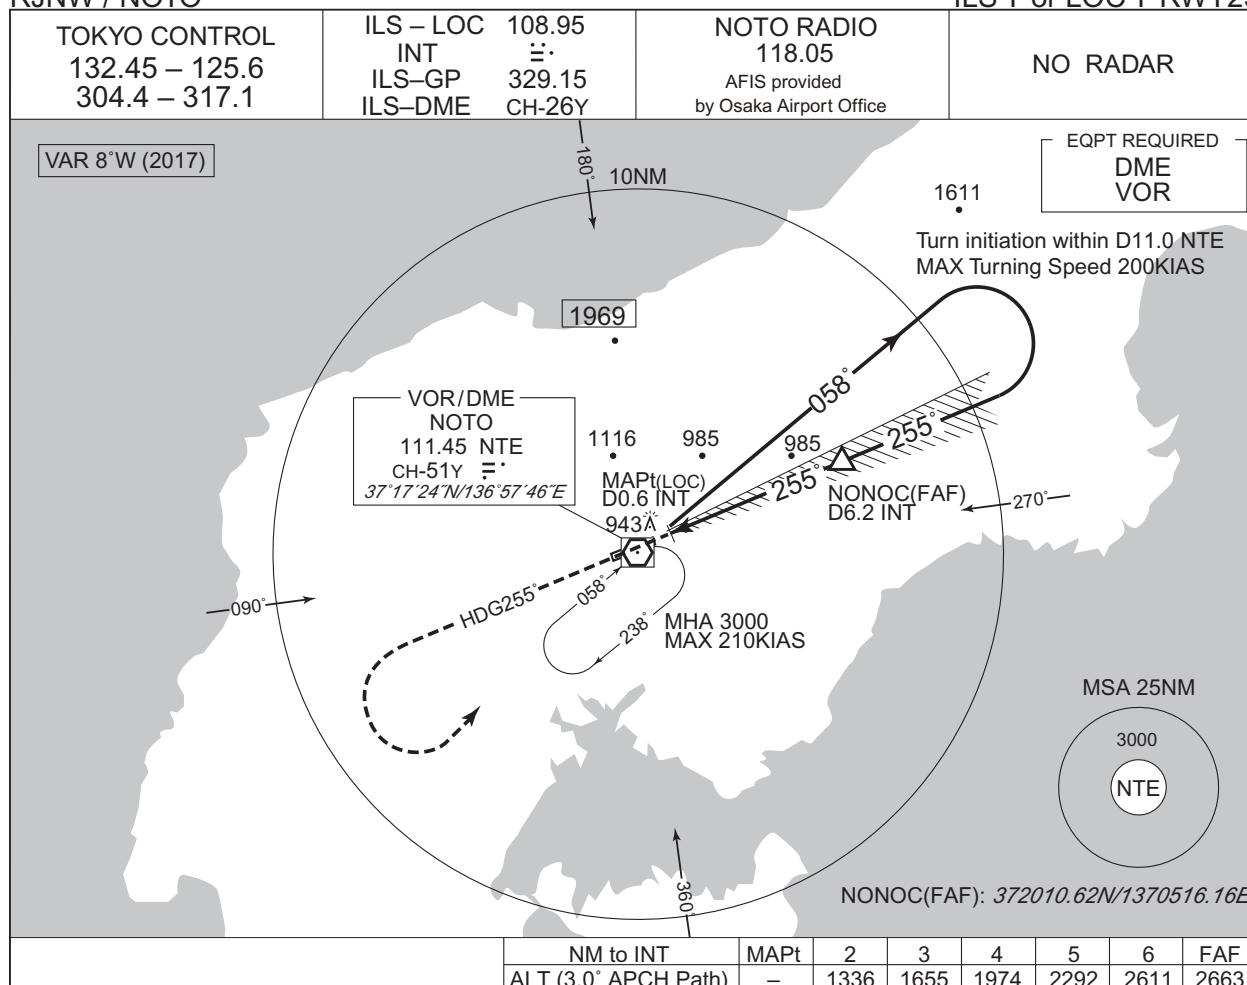 RJNW / NOTO
TOKYO CONTROL
132.45 – 125.6
304.4 – 317.1
ILS – LOC 108.95
INT
ILS–GP 329.15
ILS–DME CH-26Y
NOTO RADIO
118.05
AFIS provided
by Osaka Airport Office
NO RADAR
VAR 8°W (2017)
180°
10NM
EQPT REQUIRED
DME
VOR
1611
Turn initiation within D11.0 NTE
MAX Turning Speed 200KIAS
1969
058°
VOR/DME
NOTO
111.45 NTE
CH-51Y
37°17′24″N/136°57′46″E
1116
985
985
255°
255°
MAPt(LOC)
D0.6 INT
NONOC(FAF)
D6.2 INT
270°
943
090°
HDG255°
058°
238°
MHA 3000
MAX 210KIAS
MSA 25NM
3000
NTE
360°
NONOC(FAF): 372010.62N/1370516.16E
NM to INT MAPt 2 3 4 5 6 FAF
ALT (3.0° APCH Path) – 1336 1655 1974 2292 2611 2663